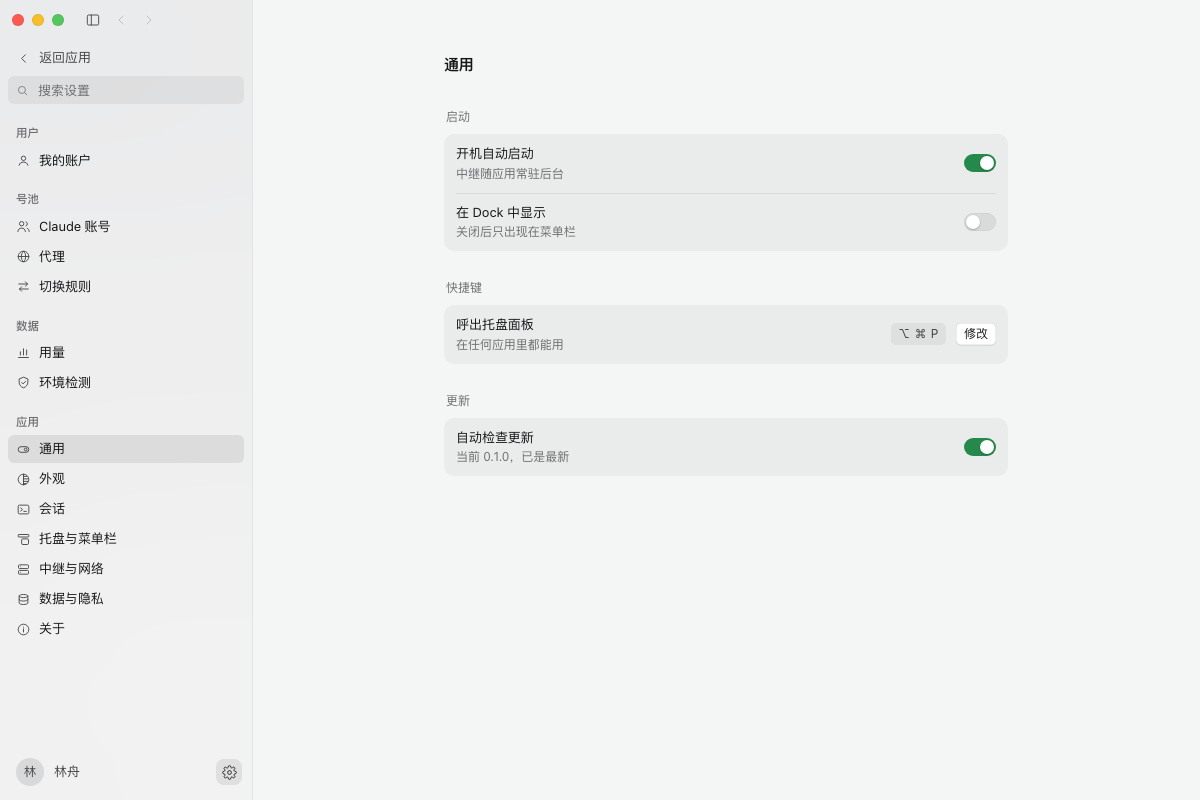 返回应用
搜索设置
用户
我的账户
号池
Claude 账号
代理
切换规则
数据
用量
环境检测
应用
通用
外观
会话
托盘与菜单栏
中继与网络
数据与隐私
关于
林 林舟
通用
启动
开机自动启动
中继随应用常驻后台
在 Dock 中显示
关闭后只出现在菜单栏
快捷键
呼出托盘面板
在任何应用里都能用
⌥ ⌘ P 修改
更新
自动检查更新
当前 0.1.0，已是最新